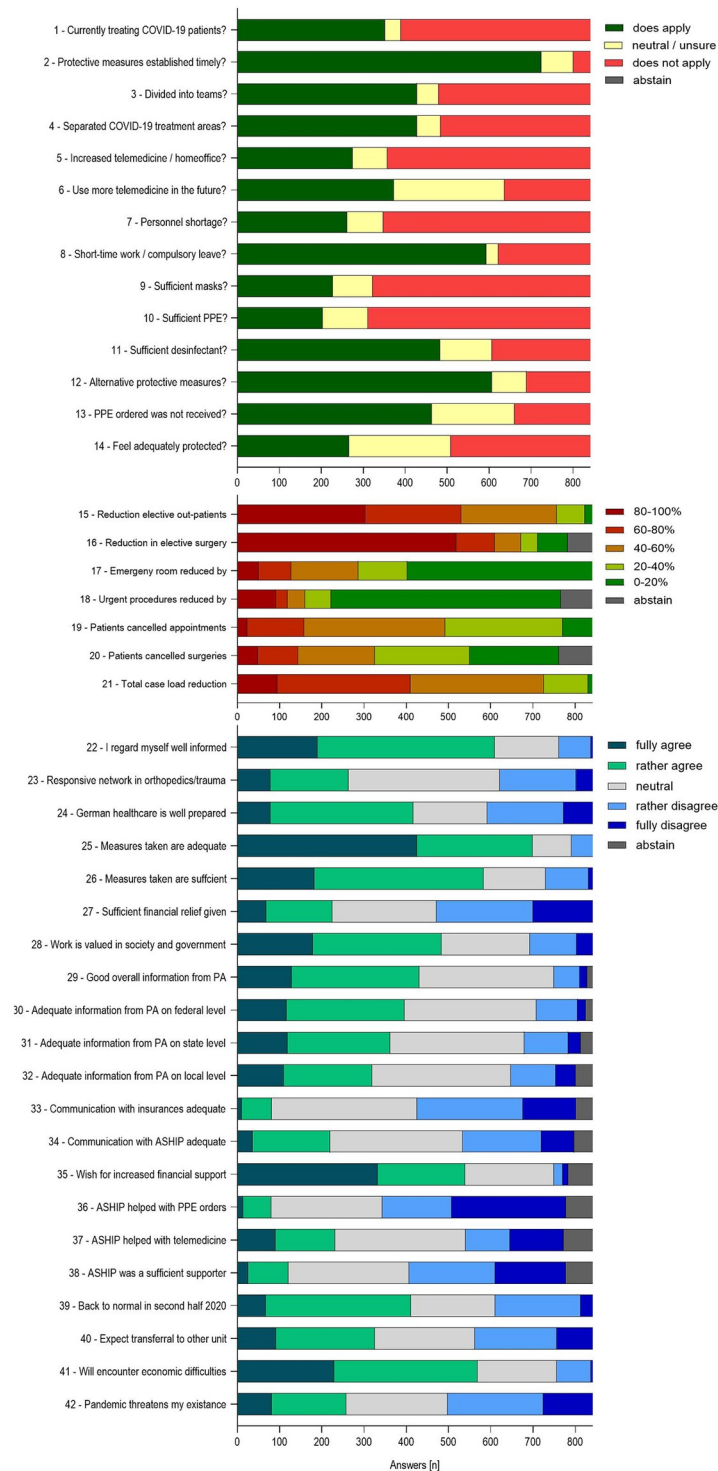 1 - Currently treating COVID-19 patients?
2 - Protective measures established timely?
3 - Divided into teams?
4 - Separated COVID-19 treatment areas?
5 - Increased telemedicine / homeoffice?
6 - Use more telemedicine in the future?
7 - Personnel shortage?
8 - Short-time work / compulsory leave?
9 - Sufficient masks?
10 - Sufficient PPE?
11 - Sufficient desinfectant?
12 - Alternative protective measures?
13 - PPE ordered was not received?
14 - Feel adequately protected?
0 100 200 300 400 500 600 700 800
does apply
neutral / unsure
does not apply
abstain
15 - Reduction elective out-patients
16 - Reduction in elective surgery
17 - Emergeny room reduced by
18 - Urgent procedures reduced by
19 - Patients cancelled appointments
20 - Patients cancelled surgeries
21 - Total case load reduction
0 100 200 300 400 500 600 700 800
80-100%
60-80%
40-60%
20-40%
0-20%
abstain
22 - I regard myself well informed
23 - Responsive network in orthopedics/trauma
24 - German healthcare is well prepared
25 - Measures taken are adequate
26 - Measures taken are suffcient
27 - Sufficient financial relief given
28 - Work is valued in society and government
29 - Good overall information from PA
30 - Adequate information from PA on federal level
31 - Adequate information from PA on state level
32 - Adequate information from PA on local level
33 - Communication with insurances adequate
34 - Communication with ASHIP adequate
35 - Wish for increased financial support
36 - ASHIP helped with PPE orders
37 - ASHIP helped with telemedicine
38 - ASHIP was a sufficient supporter
39 - Back to normal in second half 2020
40 - Expect transferral to other unit
41 - Will encounter economic difficulties
42 - Pandemic threatens my existance
0 100 200 300 400 500 600 700 800
Answers [n]
fully agree
rather agree
neutral
rather disagree
fully disagree
abstain